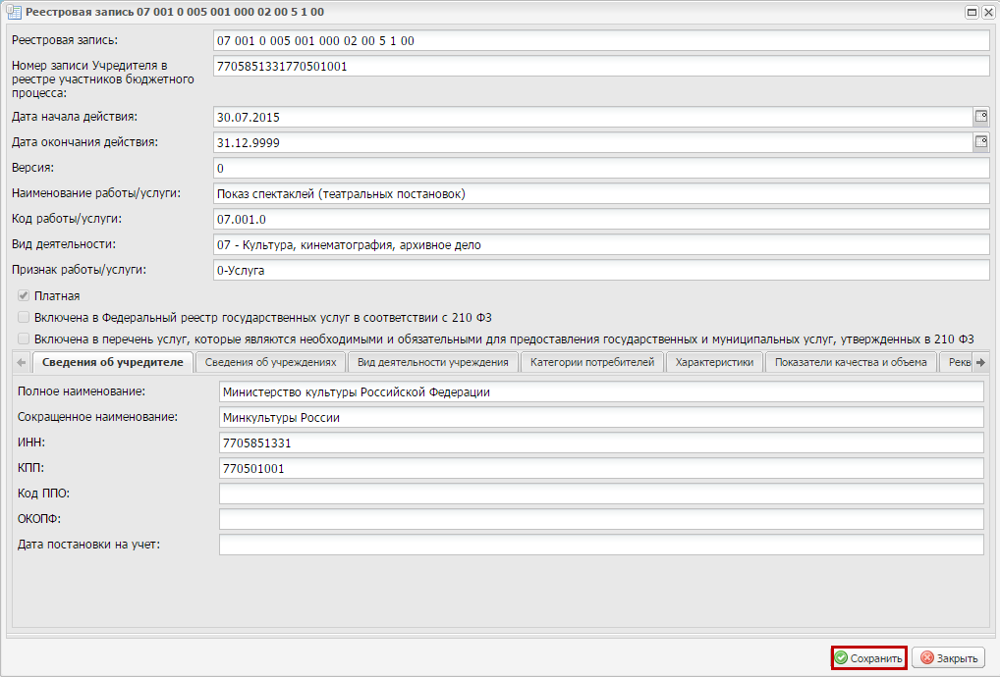 Реестровая запись 07 001 0 005 001 000 02 00 5 1 00
Реестровая запись: 07 001 0 005 001 000 02 00 5 1 00
Номер записи Учредителя в реестре участников бюджетного процесса: 7705851331770501001
Дата начала действия: 30.07.2015
Дата окончания действия: 31.12.9999
Версия: 0
Наименование работы/услуги: Показ спектаклей (театральных постановок)
Код работы/услуги: 07.001.0
Вид деятельности: 07 - Культура, кинематография, архивное дело
Признак работы/услуги: 0-Услуга
Платная
Включена в Федеральный реестр государственных услуг в соответствии с 210 ФЗ
Включена в перечень услуг, которые являются необходимыми и обязательными для предоставления государственных и муниципальных услуг, утвержденных в 210 ФЗ
Сведения об учредителе Сведения об учреждениях Вид деятельности учреждения Категории потребителей Характеристики Показатели качества и объема Рекв
Полное наименование: Министерство культуры Российской Федерации
Сокращенное наименование: Минкультуры России
ИНН: 7705851331
КПП: 770501001
Код ППО:
ОКОПФ:
Дата постановки на учет:
Сохранить Закрыть